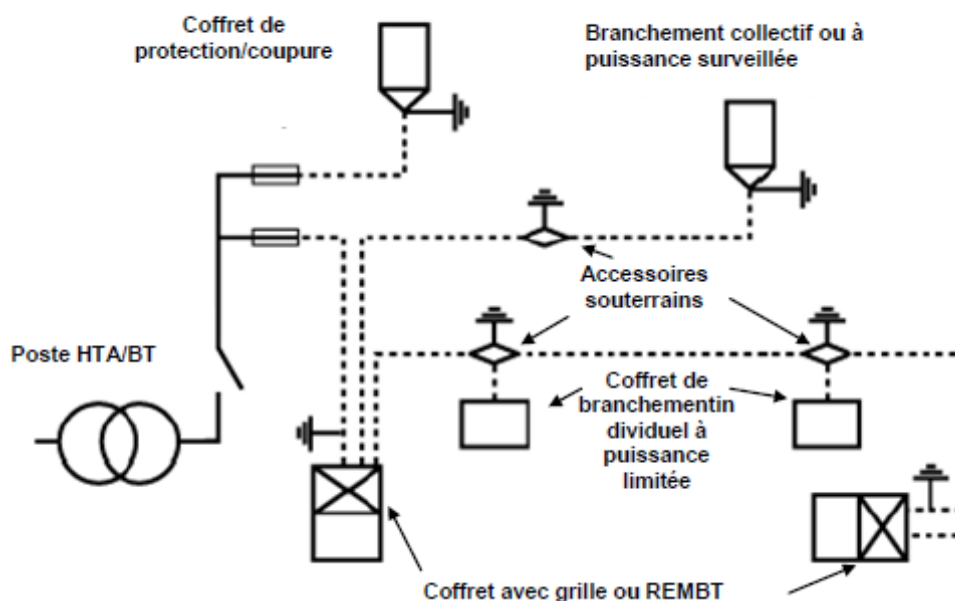 Coffret de
protection/coupure
Branchement collectif ou à
puissance surveillée
Accessoires
souterrains
Poste HTA/BT
Coffret de
branchementin
dividuel à
puissance
limitée
Coffret avec grille ou REMBT